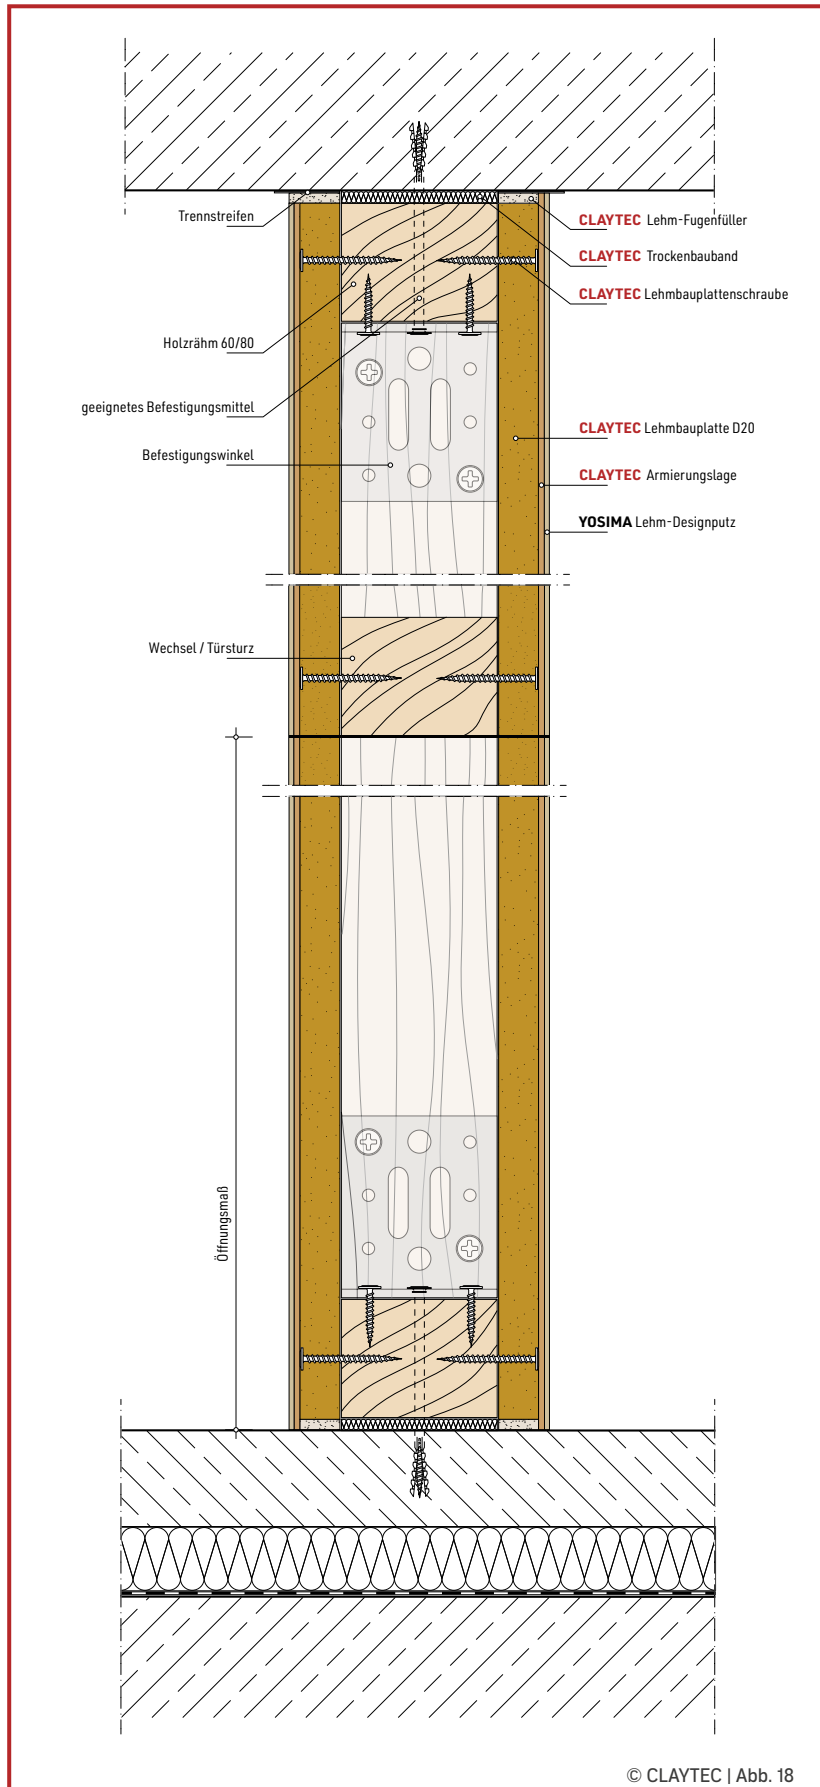 Trennstreifen
Holzrähm 60/80
geeignetes Befestigungsmittel
Befestigungswinkel
Wechsel / Türsturz
Öffnungsmaß
CLAYTEC Lehm-Fugenfüller
CLAYTEC Trockenbauband
CLAYTEC Lehmbauplattenschraube
CLAYTEC Lehmbauplatte D20
CLAYTEC Armierungslage
YOSIMA Lehm-Designputz
© CLAYTEC | Abb. 18